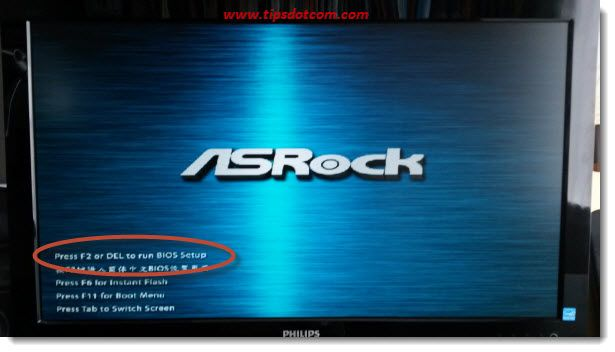 www.tipsdotcom.com
ASRock
Press F2 or DEL to run BIOS Setup
Press F6 for Instant Flash
Press F11 for Boot Menu
Press Tab to Switch Screen
PHILIPS